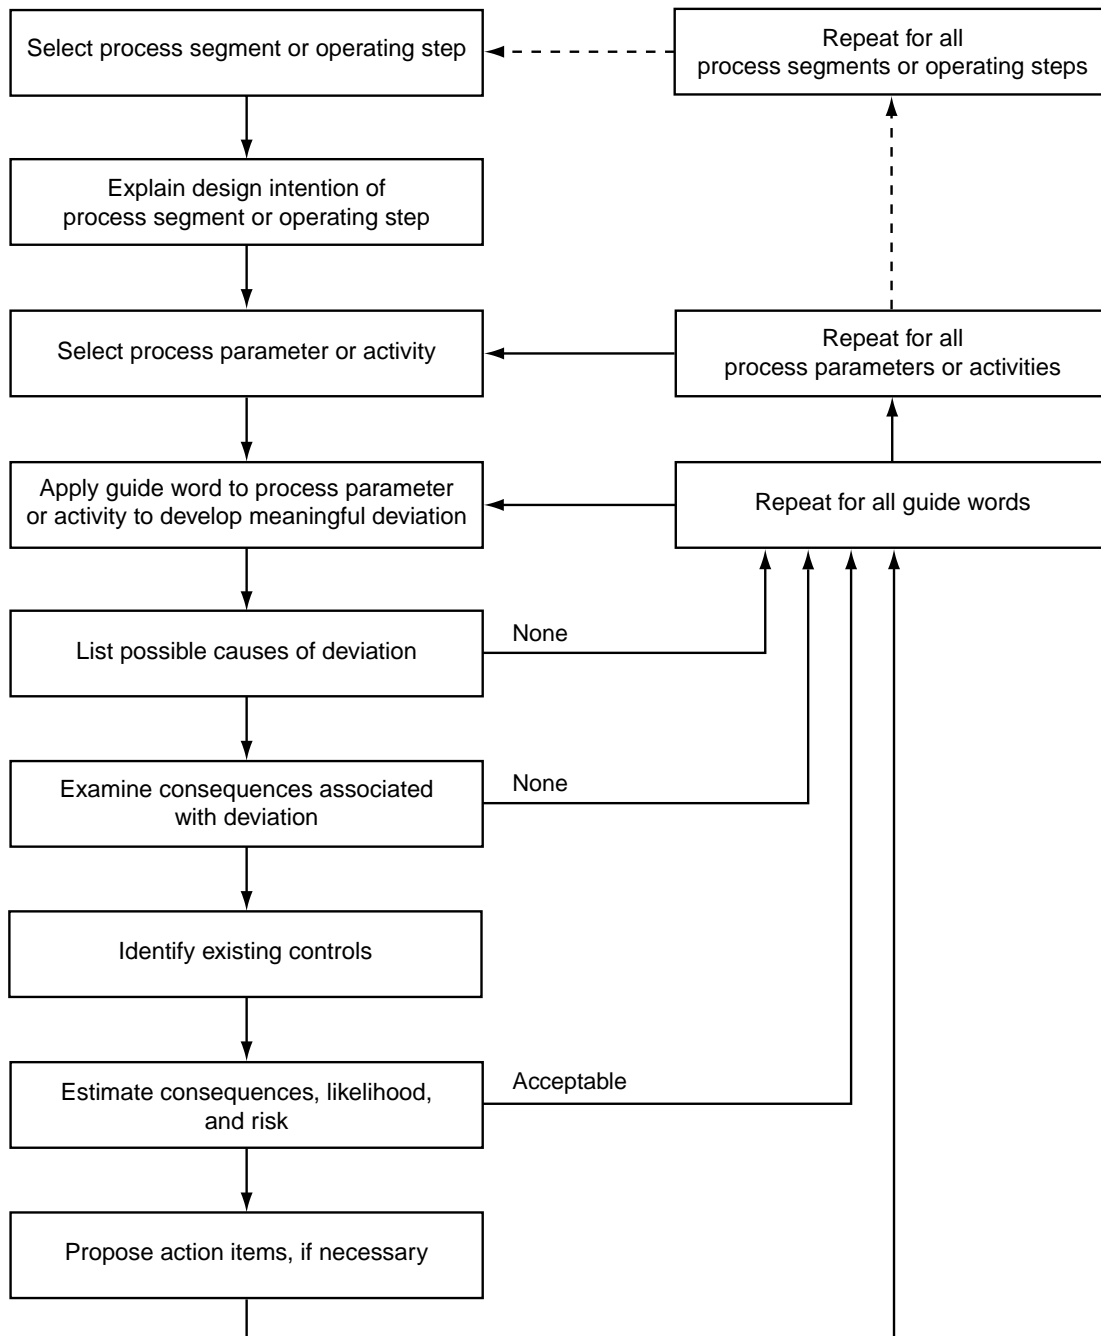 Select process segment or operating step
Repeat for all
process segments or operating steps
Explain design intention of
process segment or operating step
Select process parameter or activity
Repeat for all
process parameters or activities
Apply guide word to process parameter
or activity to develop meaningful deviation
Repeat for all guide words
List possible causes of deviation
None
Examine consequences associated
with deviation
None
Identify existing controls
Estimate consequences, likelihood,
and risk
Acceptable
Propose action items, if necessary